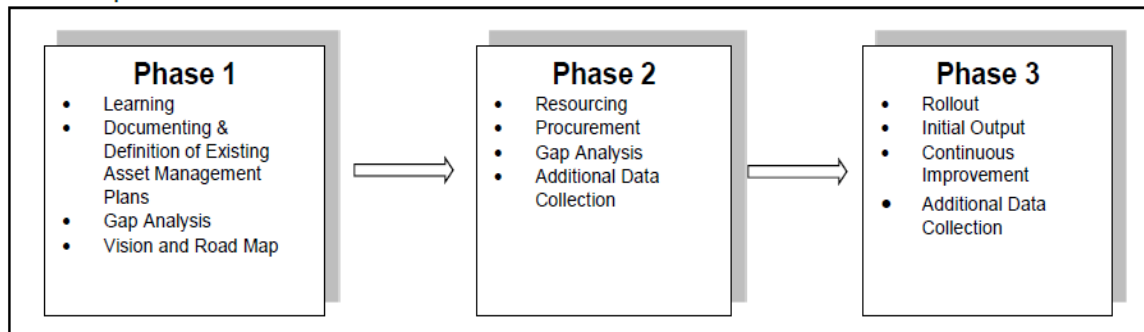 Phase 1
• Learning
• Documenting &
Definition of Existing
Asset Management
Plans
• Gap Analysis
• Vision and Road Map
Phase 2
• Resourcing
• Procurement
• Gap Analysis
• Additional Data
Collection
Phase 3
• Rollout
• Initial Output
• Continuous
Improvement
• Additional Data
Collection